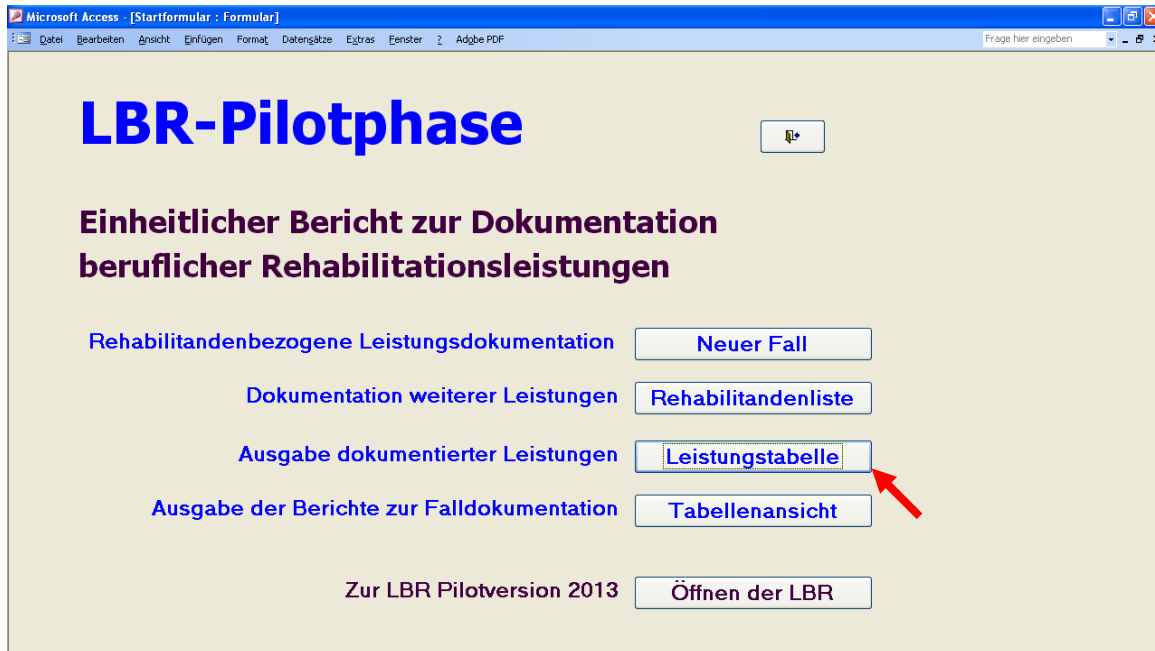 Microsoft Access - [Startformular : Formular]
Datei Bearbeiten Ansicht Einfügen Format Datensätze Extras Fenster ? Adobe PDF Frage hier eingeben
LBR-Pilotphase
Einheitlicher Bericht zur Dokumentation
beruflicher Rehabilitationsleistungen
Rehabilitandenbezogene Leistungsdokumentation Neuer Fall
Dokumentation weiterer Leistungen Rehabilitandenliste
Ausgabe dokumentierter Leistungen Leistungstabelle
Ausgabe der Berichte zur Falldokumentation Tabellenansicht
Zur LBR Pilotversion 2013 Öffnen der LBR